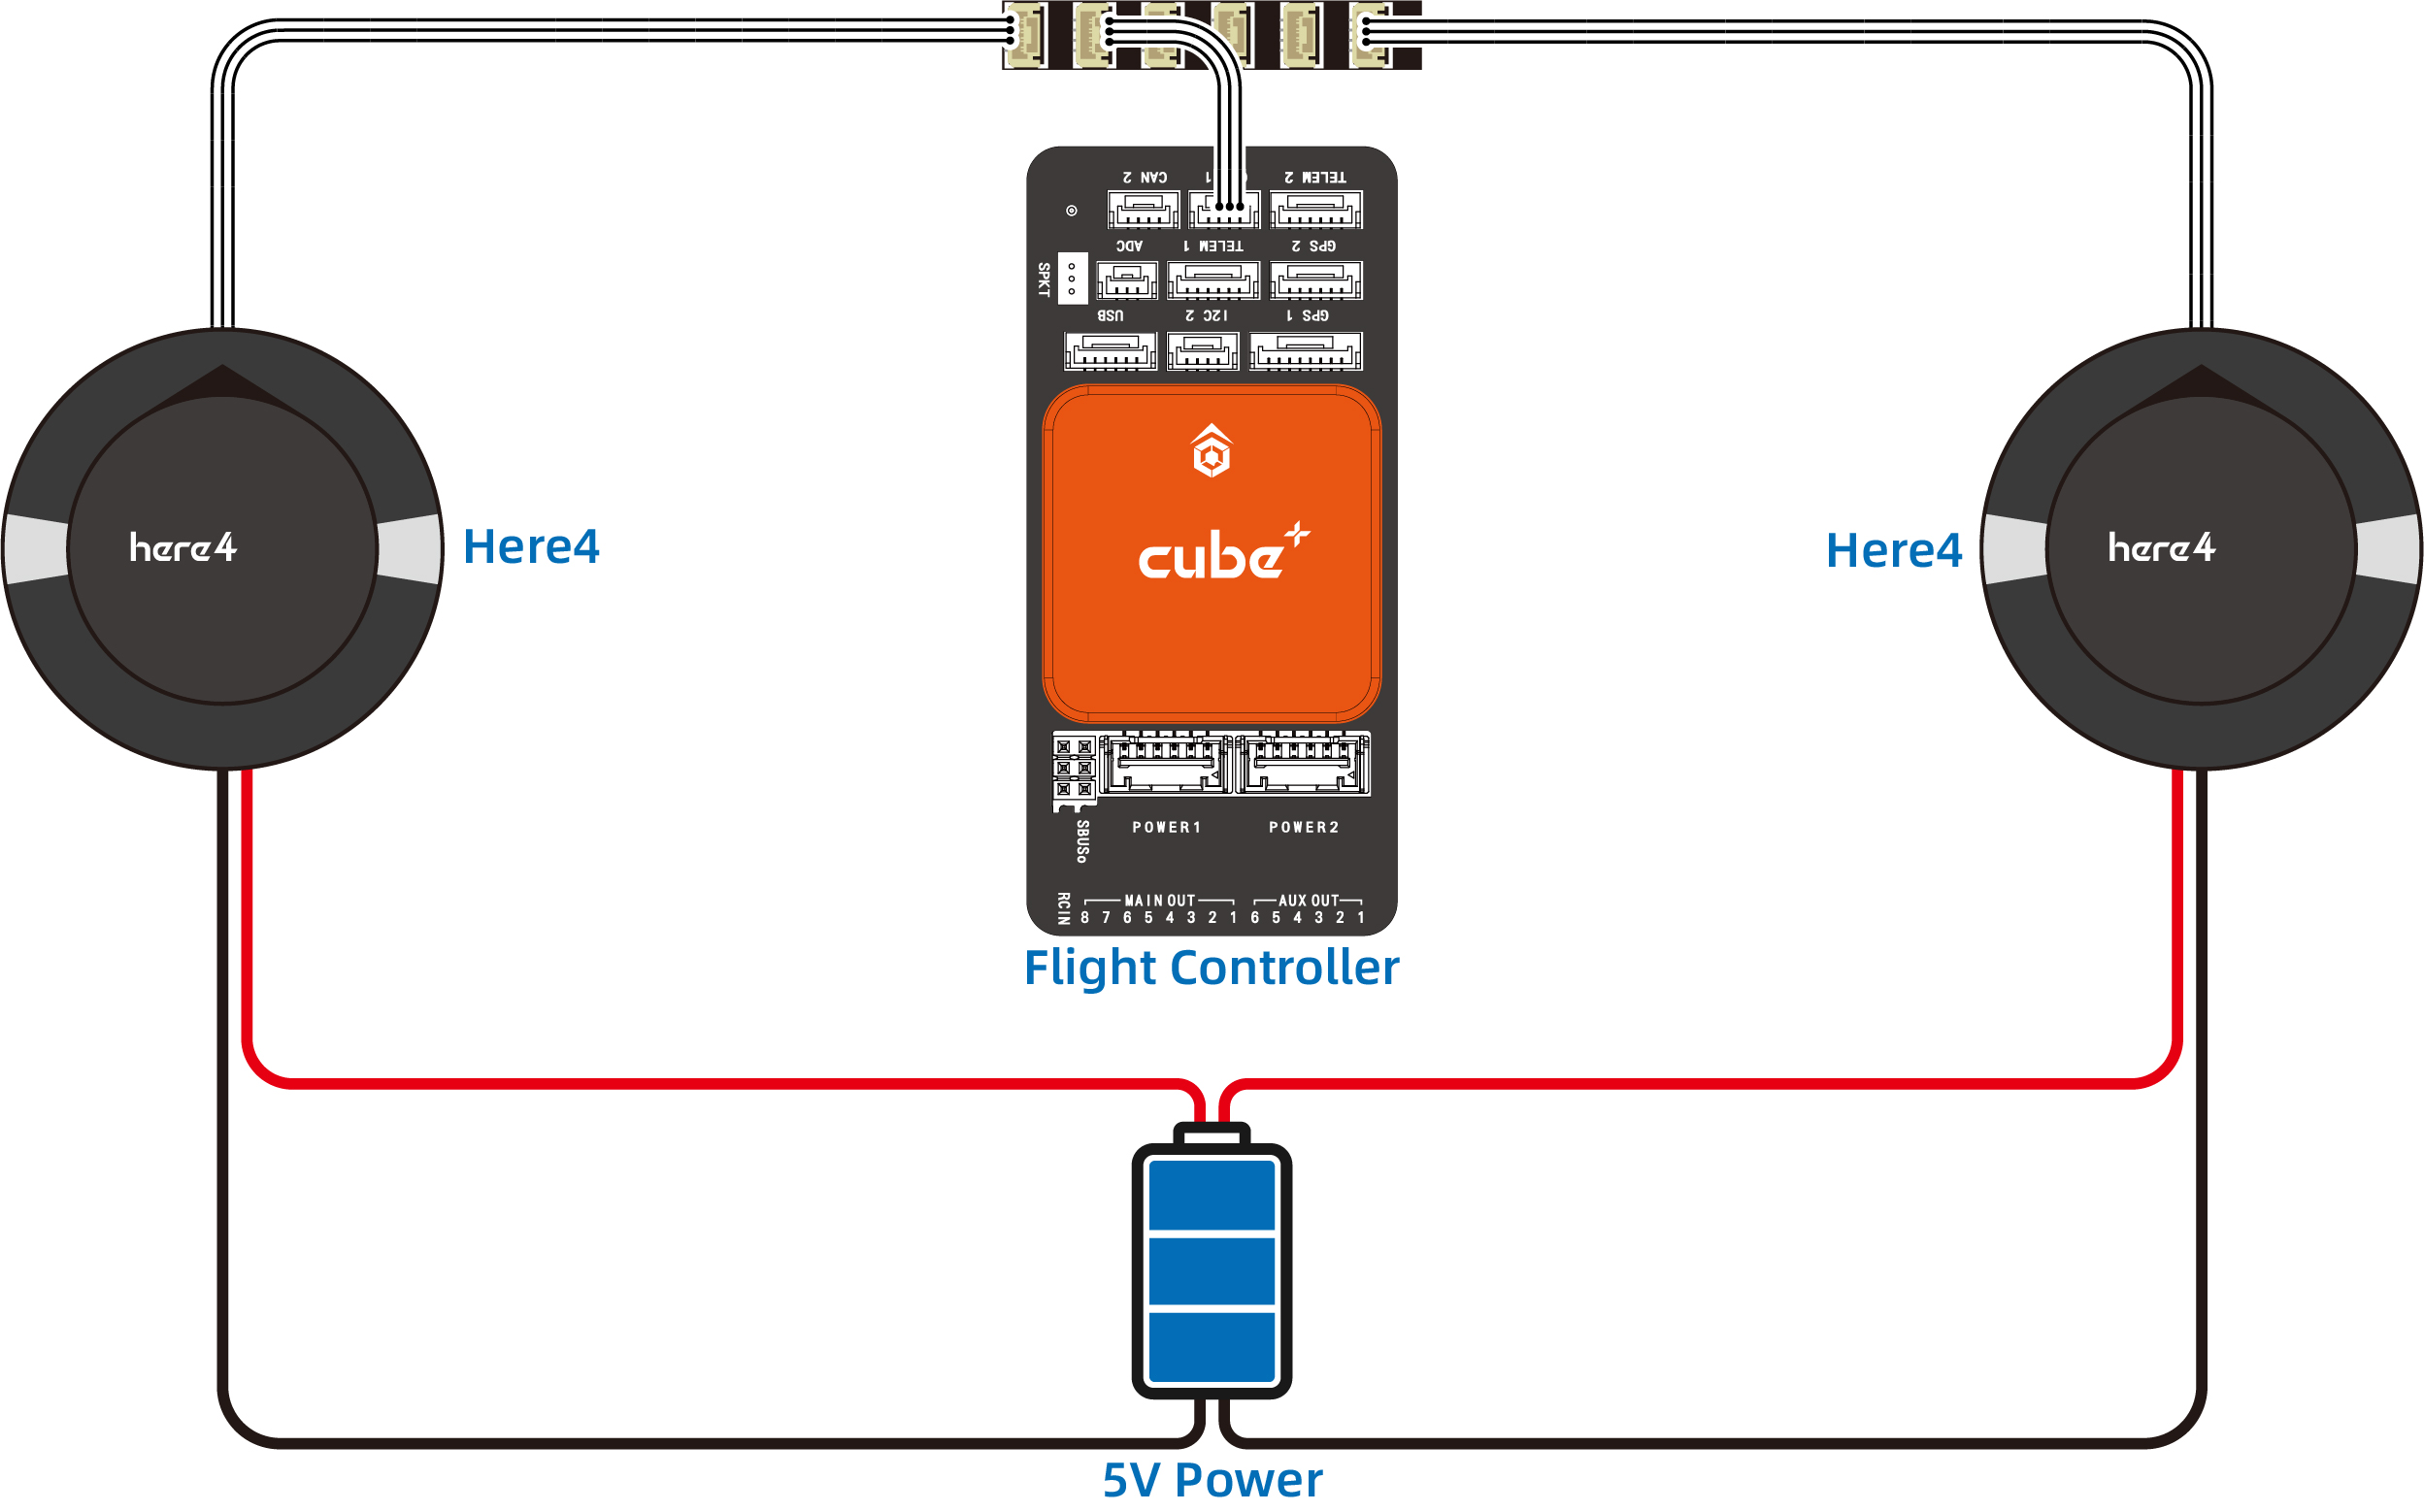 CAN 2
1
TELEM 2
ADC
TELEM 1
GPS 2
SPKT
USB
I2C 2
GPS 1
here4
Here4
cube+
Here4
here4
POWER1
POWER2
SBUSo
RCIN
MAIN OUT
AUX OUT
8 7 6 5 4 3 2 1
6 5 4 3 2 1
Flight Controller
5V Power